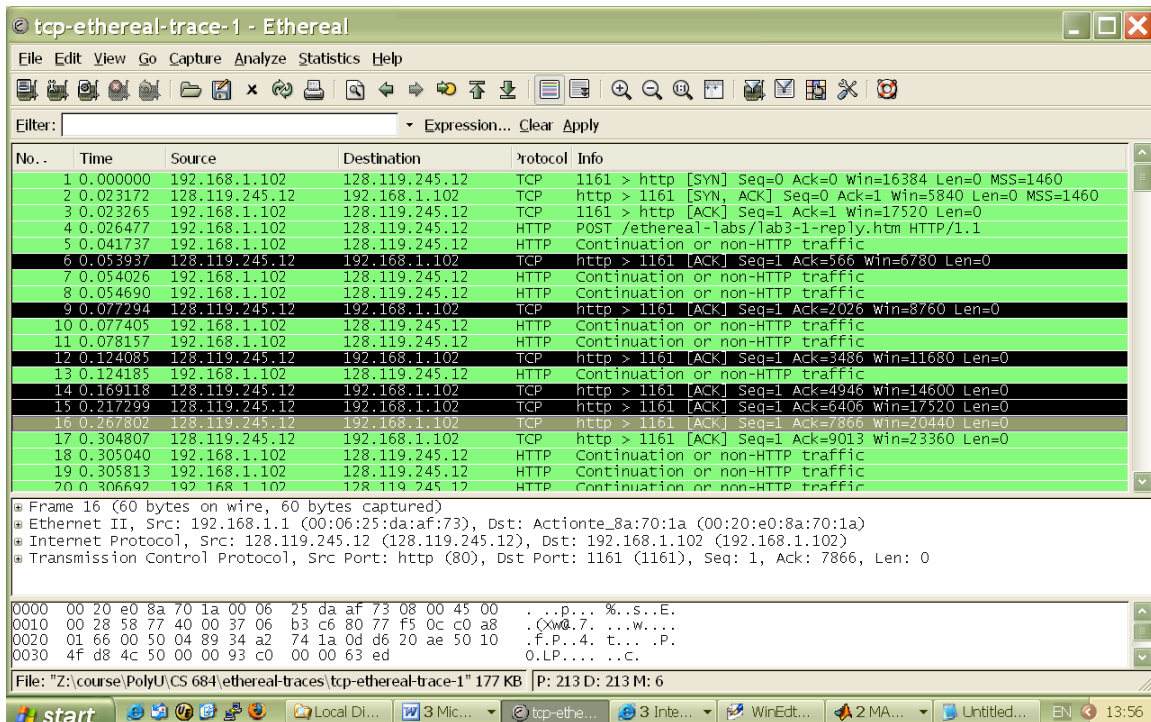 tcp-ethereal-trace-1 - Ethereal
File Edit View Go Capture Analyze Statistics Help
Filter: Expression... Clear Apply
No. . Time Source Destination Protocol Info
1 0.000000 192.168.1.102 128.119.245.12 TCP 1161 > http [SYN] Seq=0 Ack=0 Win=16384 Len=0 MSS=1460
2 0.023172 128.119.245.12 192.168.1.102 TCP http > 1161 [SYN, ACK] Seq=0 Ack=1 Win=5840 Len=0 MSS=1460
3 0.023265 192.168.1.102 128.119.245.12 TCP 1161 > http [ACK] Seq=1 Ack=1 Win=17520 Len=0
4 0.026477 192.168.1.102 128.119.245.12 HTTP POST /ethereal-labs/lab3-1-reply.htm HTTP/1.1
5 0.041737 192.168.1.102 128.119.245.12 HTTP Continuation or non-HTTP traffic
6 0.053937 128.119.245.12 192.168.1.102 TCP http > 1161 [ACK] Seq=1 Ack=566 Win=6780 Len=0
7 0.054026 192.168.1.102 128.119.245.12 HTTP Continuation or non-HTTP traffic
8 0.054690 192.168.1.102 128.119.245.12 HTTP Continuation or non-HTTP traffic
9 0.077294 128.119.245.12 192.168.1.102 TCP http > 1161 [ACK] Seq=1 Ack=2026 Win=8760 Len=0
10 0.077405 192.168.1.102 128.119.245.12 HTTP Continuation or non-HTTP traffic
11 0.078157 192.168.1.102 128.119.245.12 HTTP Continuation or non-HTTP traffic
12 0.124085 128.119.245.12 192.168.1.102 TCP http > 1161 [ACK] Seq=1 Ack=3486 Win=11680 Len=0
13 0.124185 192.168.1.102 128.119.245.12 HTTP Continuation or non-HTTP traffic
14 0.169118 128.119.245.12 192.168.1.102 TCP http > 1161 [ACK] Seq=1 Ack=4946 Win=14600 Len=0
15 0.217299 128.119.245.12 192.168.1.102 TCP http > 1161 [ACK] Seq=1 Ack=6406 Win=17520 Len=0
16 0.267802 128.119.245.12 192.168.1.102 TCP http > 1161 [ACK] Seq=1 Ack=7866 Win=20440 Len=0
17 0.304807 128.119.245.12 192.168.1.102 TCP http > 1161 [ACK] Seq=1 Ack=9013 Win=23360 Len=0
18 0.305040 192.168.1.102 128.119.245.12 HTTP Continuation or non-HTTP traffic
19 0.305813 192.168.1.102 128.119.245.12 HTTP Continuation or non-HTTP traffic
20 0.306692 192.168.1.102 128.119.245.12 HTTP Continuation or non-HTTP traffic
Frame 16 (60 bytes on wire, 60 bytes captured)
Ethernet II, Src: 192.168.1.1 (00:06:25:da:af:73), Dst: Actionte_8a:70:1a (00:20:e0:8a:70:1a)
Internet Protocol, Src: 128.119.245.12 (128.119.245.12), Dst: 192.168.1.102 (192.168.1.102)
Transmission Control Protocol, Src Port: http (80), Dst Port: 1161 (1161), Seq: 1, Ack: 7866, Len: 0
0000 00 20 e0 8a 70 1a 00 06 25 da af 73 08 00 45 00 . ..p... %..s..E.
0010 00 28 58 77 40 00 37 06 b3 c6 80 77 f5 0c c0 a8 .(Xw@.7. ...w....
0020 01 66 00 50 04 89 34 a2 74 1a 0d d6 20 ae 50 10 .f.P..4. t... .P.
0030 4f d8 4c 50 00 00 93 c0 00 00 63 ed O.LP.... ..c.
File: "Z:\course\PolyU\CS 684\ethereal-traces\tcp-ethereal-trace-1" 177 KB P: 213 D: 213 M: 6
start Local Di... 3 Mic... tcp-ethe... 3 Inte... WinEdt... 2 MA... Untitled... EN 13:56